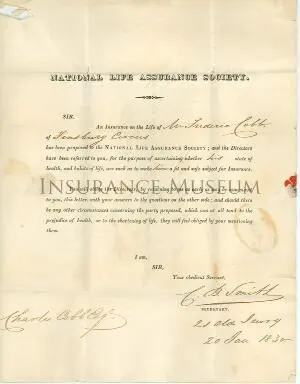 NATIONAL LIFE ASSURANCE SOCIETY.
SIR.
An Insurance on the Life of Mr Frederic Cobb
of Finsbury Circus
has been proposed to the NATIONAL LIFE ASSURANCE SOCIETY; and the Directors
have been referred to you, for the purpose of ascertaining whether his state of
health, and habits of life, are such as to make him a fit and safe subject for Insurance.
You will oblige the Directors, by returning to me as early as may be convenient
to you, this letter, with your answers to the questions on the other side; and should there
be any other circumstances concerning the party proposed, which can at all tend to the
prejudice of health, or to the shortening of life, they will feel obliged by your mentioning
them.
INSURANCE MUSEUM
I am,
SIR,
Your obedient Servant,
C. B. Smith
SECRETARY.
Charles Cobb Esq
21 Old Jewry
20 Jan 1830